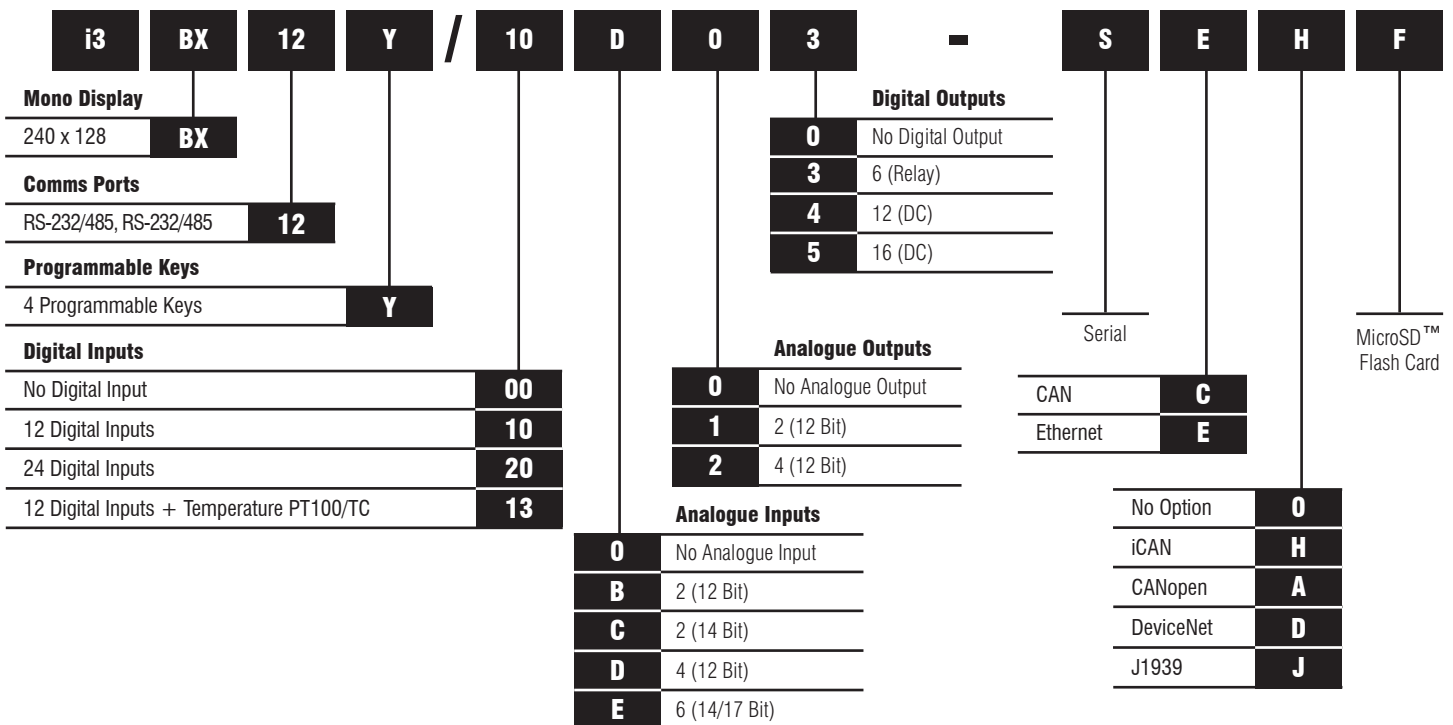 i3 BX 12 Y / 10 D 0 3 - S E H F
Mono Display
240 x 128 BX
Comms Ports
RS-232/485, RS-232/485 12
Programmable Keys
4 Programmable Keys Y
Digital Inputs
No Digital Input 00
12 Digital Inputs 10
24 Digital Inputs 20
12 Digital Inputs + Temperature PT100/TC 13
Digital Outputs
0 No Digital Output
3 6 (Relay)
4 12 (DC)
5 16 (DC)
Analogue Outputs
0 No Analogue Output
1 2 (12 Bit)
2 4 (12 Bit)
Analogue Inputs
0 No Analogue Input
B 2 (12 Bit)
C 2 (14 Bit)
D 4 (12 Bit)
E 6 (14/17 Bit)
Serial
CAN C
Ethernet E
No Option 0
iCAN H
CANopen A
DeviceNet D
J1939 J
MicroSD™
Flash Card